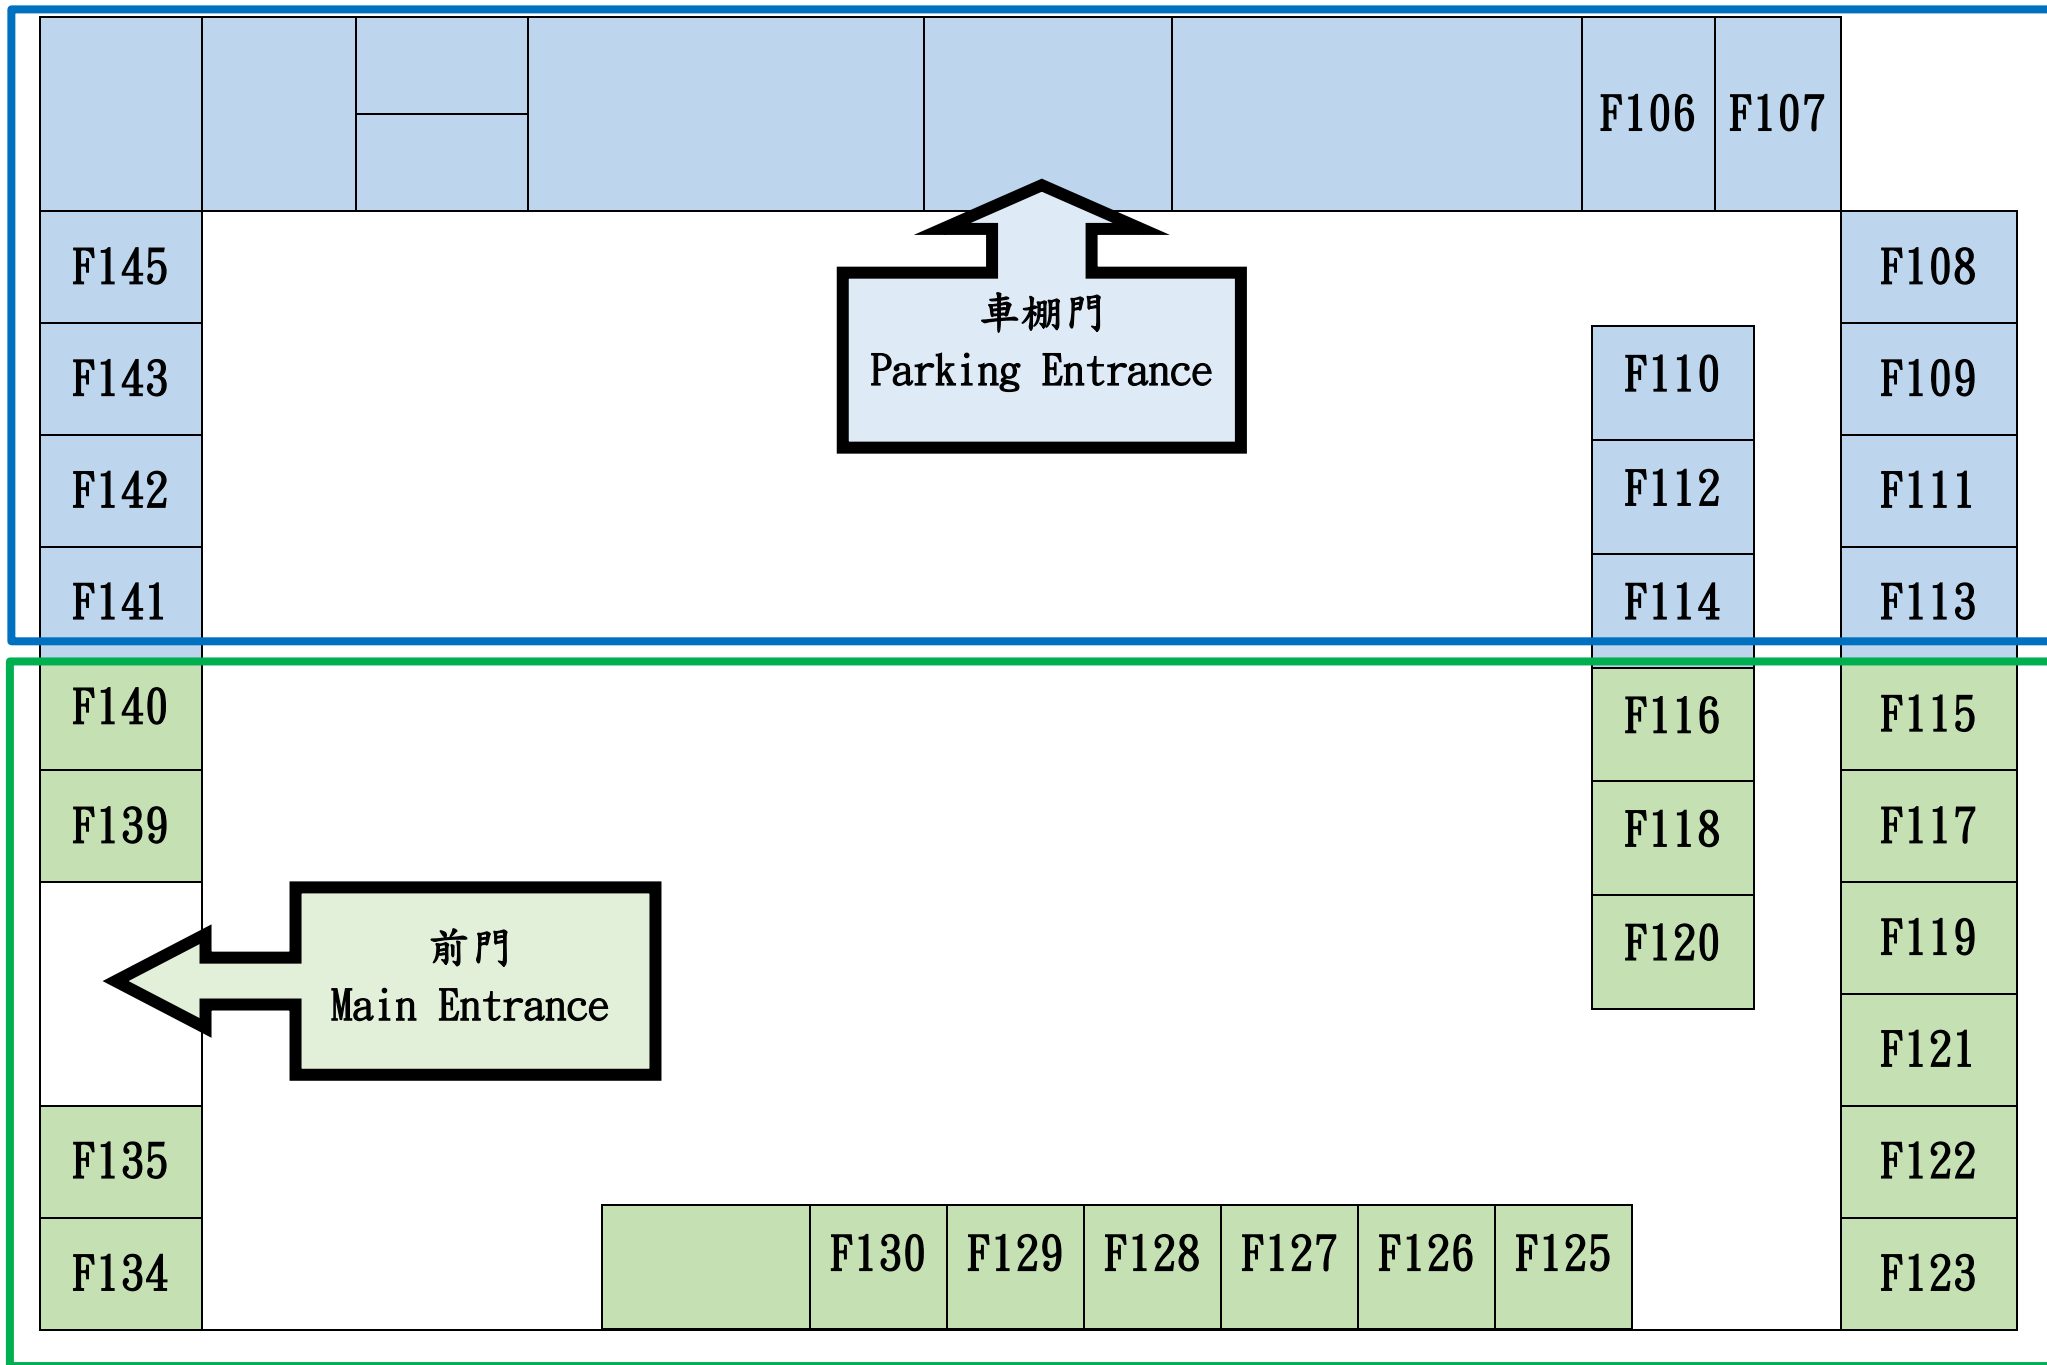 F106 F107
F145
F108
車棚門
Parking Entrance
F143
F110
F109
F142
F112
F111
F141
F114
F113
F140
F116
F115
F139
F118
F117
前門
Main Entrance
F120
F119
F121
F135
F122
F130 F129 F128 F127 F126 F125
F134
F123